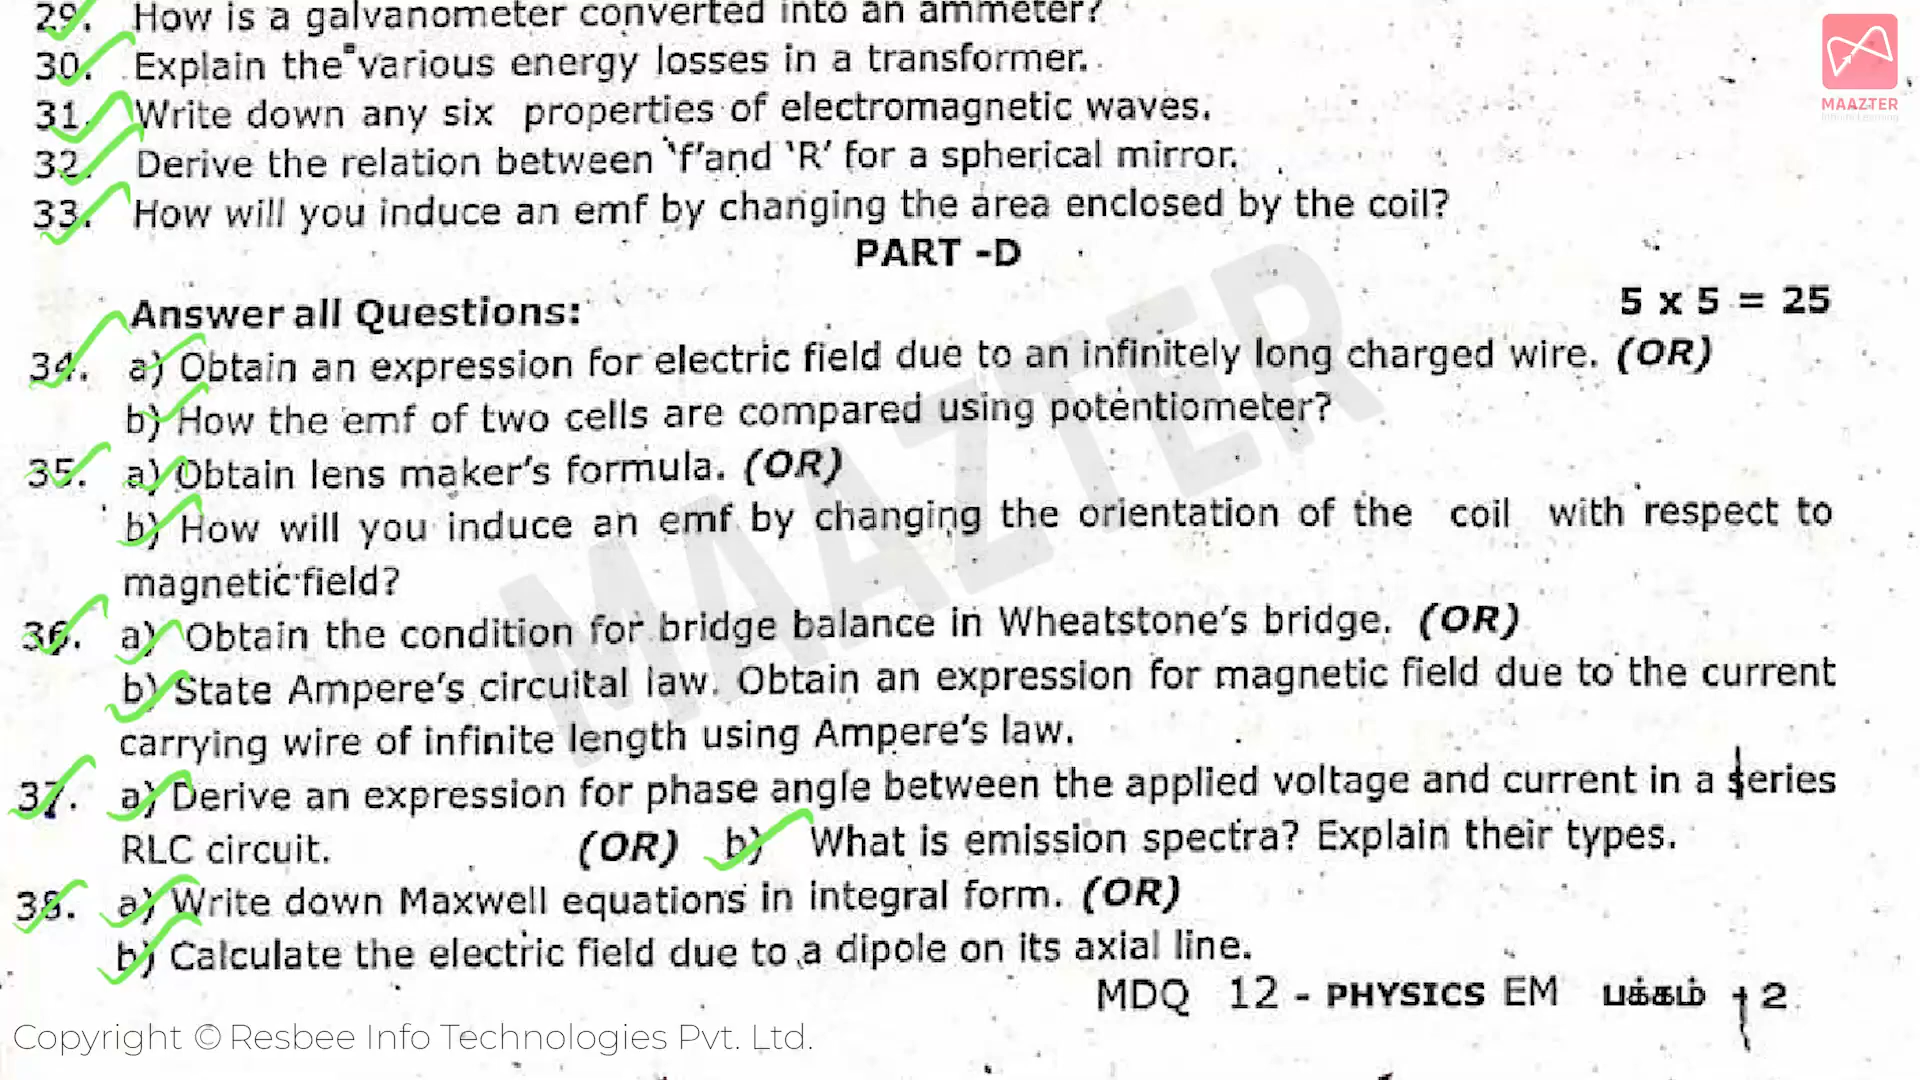 29. How is a galvanometer converted into an ammeter?
MAAZTER
Infinite Learning
30. Explain the various energy losses in a transformer.
31. Write down any six properties of electromagnetic waves.
32. Derive the relation between ‘f’and ‘R’ for a spherical mirror.
33. How will you induce an emf by changing the area enclosed by the coil?
PART -D
Answer all Questions: 5 x 5 = 25
34. a) Obtain an expression for electric field due to an infinitely long charged wire. (OR)
b) How the emf of two cells are compared using potentiometer?
35. a) Obtain lens maker’s formula. (OR)
b) How will you induce an emf by changing the orientation of the coil with respect to
magnetic field?
36. a) Obtain the condition for bridge balance in Wheatstone’s bridge. (OR)
b) State Ampere’s circuital law. Obtain an expression for magnetic field due to the current
carrying wire of infinite length using Ampere’s law.
37. a) Derive an expression for phase angle between the applied voltage and current in a series
RLC circuit. (OR) b) What is emission spectra? Explain their types.
38. a) Write down Maxwell equations in integral form. (OR)
b) Calculate the electric field due to a dipole on its axial line.
MDQ 12 - PHYSICS EM பக்கம் 2
MAAZTER
Copyright © Resbee Info Technologies Pvt. Ltd.